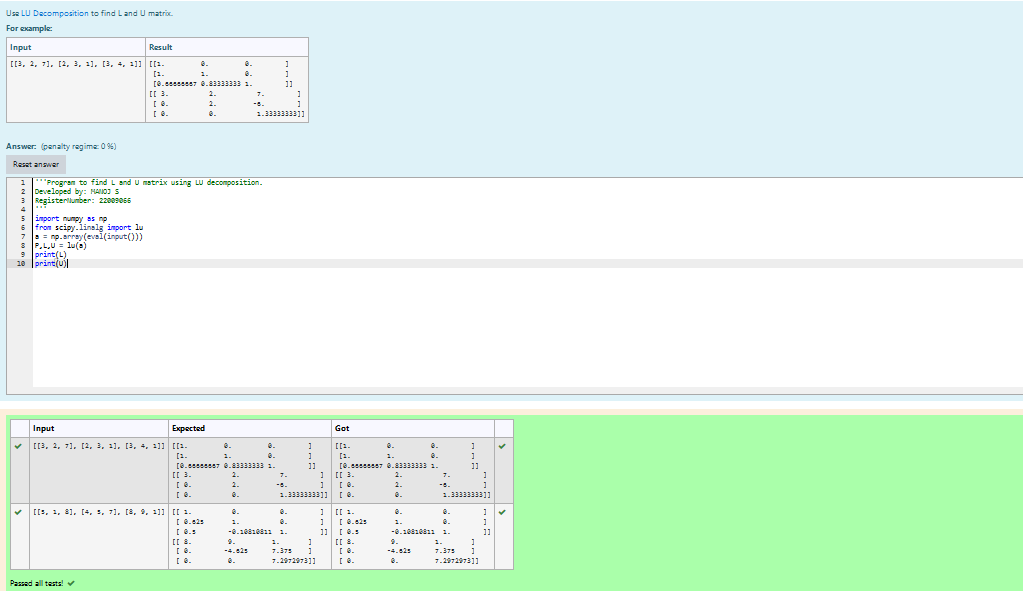 Use LU Decomposition to find L and U matrix.
For example:
Input Result
[[3, 2, 7], [2, 3, 1], [3, 4, 1]] [[1. 0. 0. ]
[1. 1. 0. ]
[0.66666667 0.83333333 1. ]]
[[ 3. 2. 7. ]
[ 0. 2. -6. ]
[ 0. 0. 1.33333333]]
Answer: (penalty regime: 0 %)
Reset answer
1 '''Program to find L and U matrix using LU decomposition.
2 Developed by: MANOJ S
3 RegisterNumber: 22009066
4 '''
5 import numpy as np
6 from scipy.linalg import lu
7 a = np.array(eval(input()))
8 P,L,U = lu(a)
9 print(L)
10 print(U)
Input Expected Got
[[3, 2, 7], [2, 3, 1], [3, 4, 1]] [[1. 0. 0. ] [[1. 0. 0. ]
[1. 1. 0. ] [1. 1. 0. ]
[0.66666667 0.83333333 1. ]] [0.66666667 0.83333333 1. ]]
[[ 3. 2. 7. ] [[ 3. 2. 7. ]
[ 0. 2. -6. ] [ 0. 2. -6. ]
[ 0. 0. 1.33333333]] [ 0. 0. 1.33333333]]
[[5, 1, 8], [4, 5, 7], [8, 9, 1]] [[ 1. 0. 0. ] [[ 1. 0. 0. ]
[ 0.625 1. 0. ] [ 0.625 1. 0. ]
[ 0.5 -0.10810811 1. ]] [ 0.5 -0.10810811 1. ]]
[[ 8. 9. 1. ] [[ 8. 9. 1. ]
[ 0. -4.625 7.375 ] [ 0. -4.625 7.375 ]
[ 0. 0. 7.2972973]] [ 0. 0. 7.2972973]]
Passed all tests!